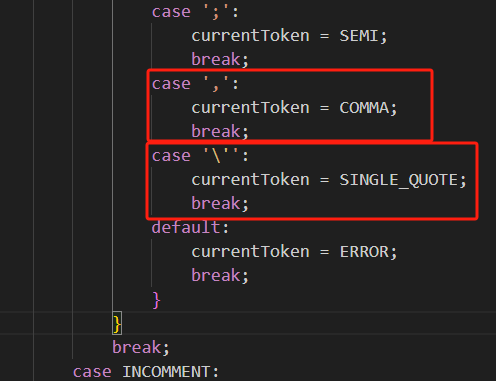 case ';':
currentToken = SEMI;
break;
case ',':
currentToken = COMMA;
break;
case '\'':
currentToken = SINGLE_QUOTE;
break;
default:
currentToken = ERROR;
break;
}
}
break;
case INCOMMENT: